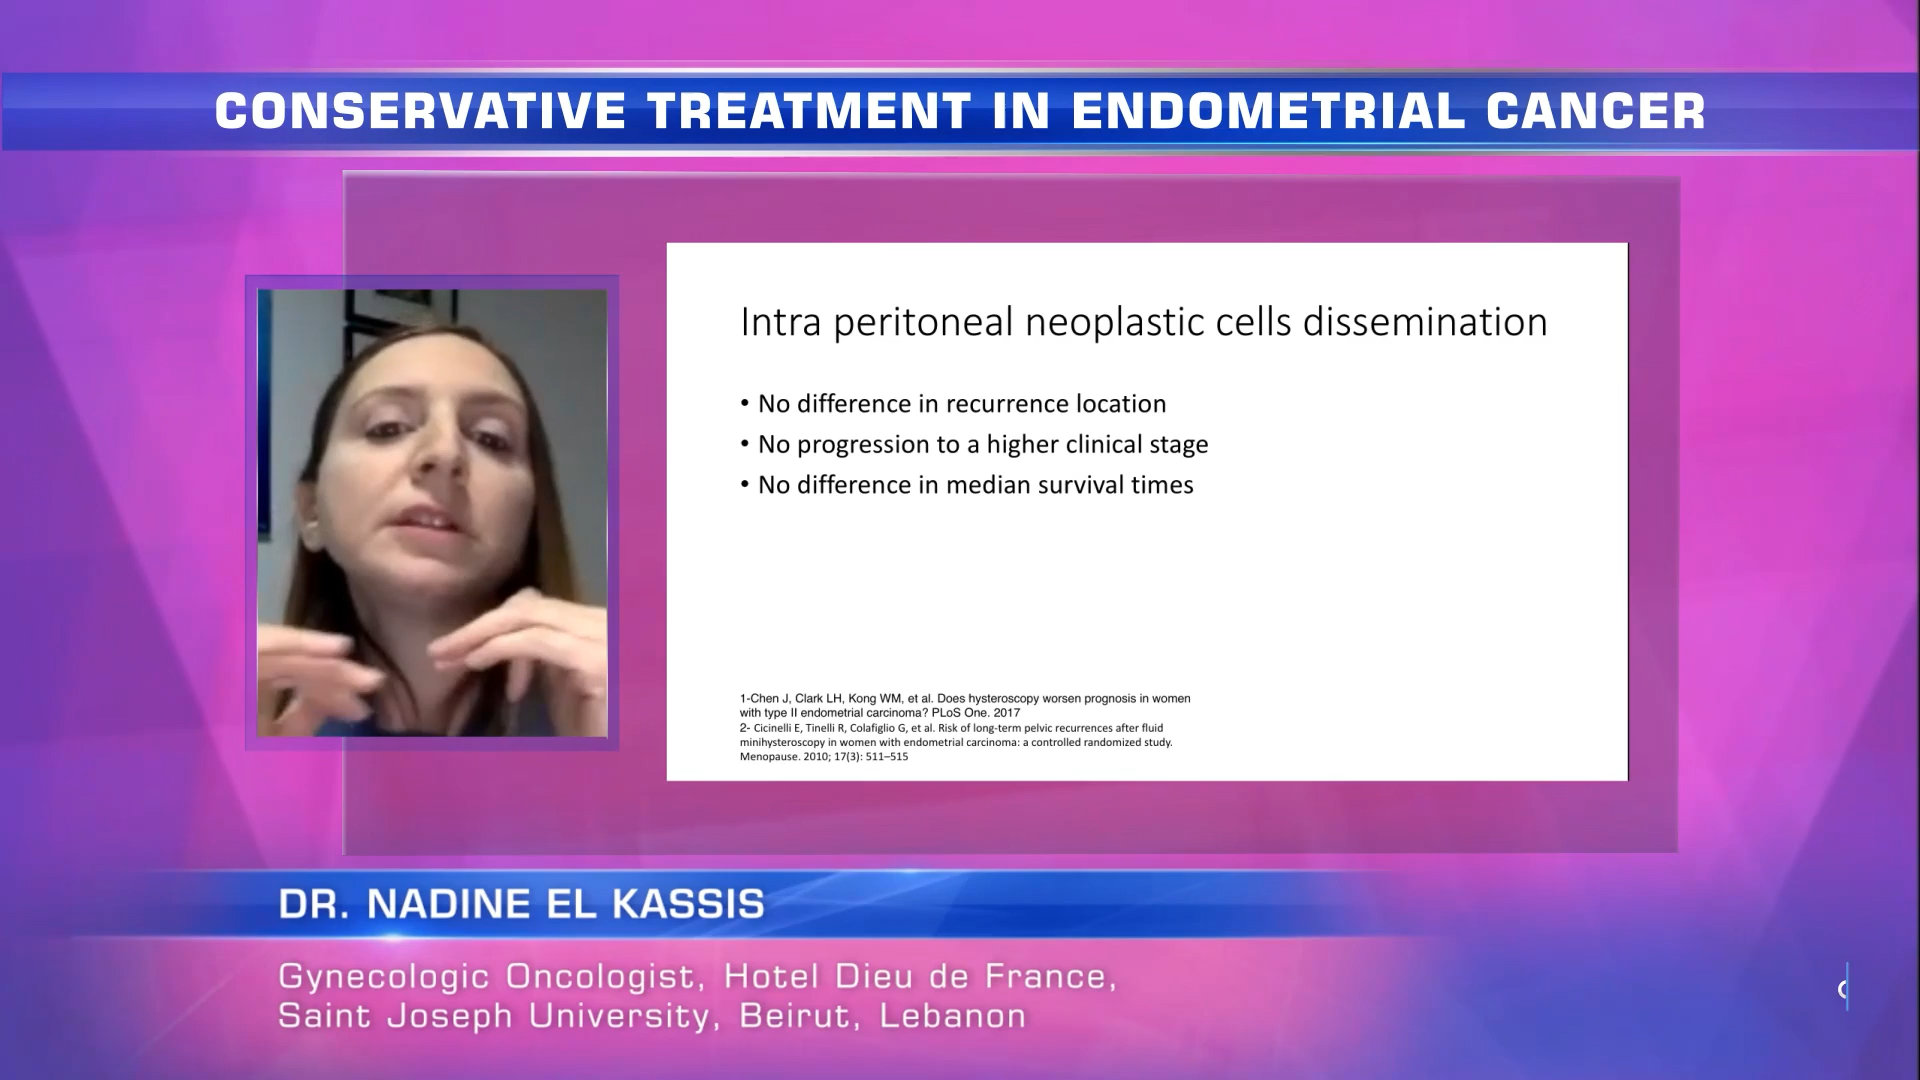 CONSERVATIVE TREATMENT IN ENDOMETRIAL CANCER
Intra peritoneal neoplastic cells dissemination
• No difference in recurrence location
• No progression to a higher clinical stage
• No difference in median survival times
1-Chen J, Clark LH, Kong WM, et al. Does hysteroscopy worsen prognosis in women
with type II endometrial carcinoma? PLoS One. 2017
2- Cicinelli E, Tinelli R, Colafiglio G, et al. Risk of long-term pelvic recurrences after fluid
minihysteroscopy in women with endometrial carcinoma: a controlled randomized study.
Menopause. 2010; 17(3): 511–515
DR. NADINE EL KASSIS
Gynecologic Oncologist, Hotel Dieu de France,
Saint Joseph University, Beirut, Lebanon